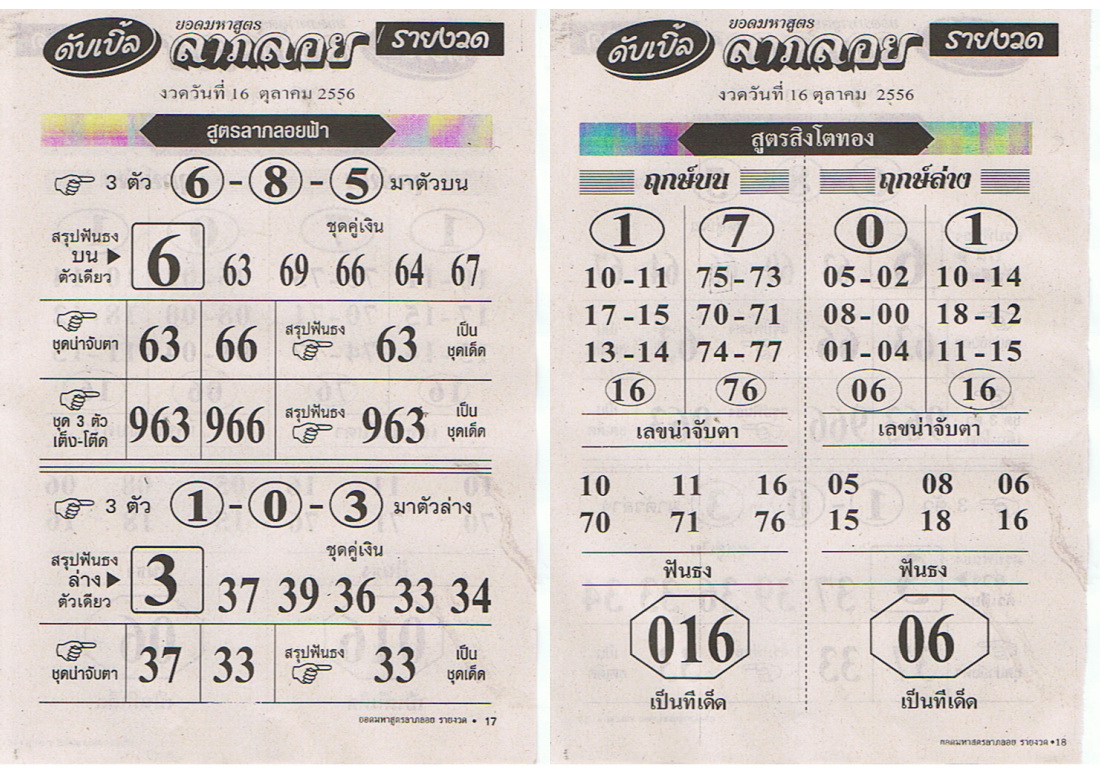 ดับเบิ้ล
ยอดมหาสูตร
ลาภลอย
รายงวด
งวดวันที่ 16 ตุลาคม 2556
สูตรลาภลอยฟ้า
3 ตัว 6 - 8 - 5 มาตัวบน
สรุปฟันธง
บน
ตัวเดียว
6
ชุดคู่เงิน
63 69 66 64 67
ชุดน่าจับตา
63 66
สรุปฟันธง
63
เป็น
ชุดเด็ด
ชุด 3 ตัว
เต็ง-โต๊ด
963 966
สรุปฟันธง
963
เป็น
ชุดเด็ด
3 ตัว 1 - 0 - 3 มาตัวล่าง
สรุปฟันธง
ล่าง
ตัวเดียว
3
ชุดคู่เงิน
37 39 36 33 34
ชุดน่าจับตา
37 33
สรุปฟันธง
33
เป็น
ชุดเด็ด
ยอดมหาสูตรลาภลอย รายงวด • 17
ดับเบิ้ล
ยอดมหาสูตร
ลาภลอย
รายงวด
งวดวันที่ 16 ตุลาคม 2556
สูตรสิงโตทอง
ฤกษ์บน ฤกษ์ล่าง
1 7 0 1
10-11 75-73 05-02 10-14
17-15 70-71 08-00 18-12
13-14 74-77 01-04 11-15
16 76 06 16
เลขน่าจับตา เลขน่าจับตา
10 11 16 05 08 06
70 71 76 15 18 16
ฟันธง ฟันธง
016 06
เป็นทีเด็ด เป็นทีเด็ด
ยอดมหาสูตรลาภลอย รายงวด •18